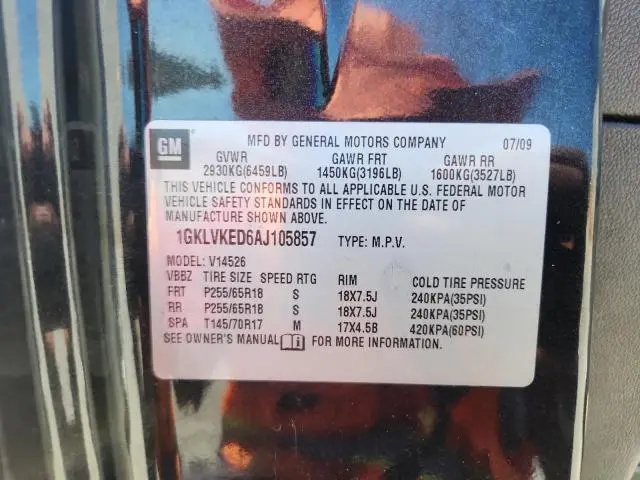 GM MFD BY GENERAL MOTORS COMPANY 07/09
GVWR GAWR FRT GAWR RR
2930KG(6459LB) 1450KG(3196LB) 1600KG(3527LB)
THIS VEHICLE CONFORMS TO ALL APPLICABLE U.S. FEDERAL MOTOR
VEHICLE SAFETY STANDARDS IN EFFECT ON THE DATE OF
MANUFACTURE SHOWN ABOVE.
1GKLVKED6AJ105857 TYPE: M.P.V.
MODEL: V14526
VBBZ TIRE SIZE SPEED RTG RIM COLD TIRE PRESSURE
FRT P255/65R18 S 18X7.5J 240KPA(35PSI)
RR P255/65R18 S 18X7.5J 240KPA(35PSI)
SPA T145/70R17 M 17X4.5B 420KPA(60PSI)
SEE OWNER'S MANUAL FOR MORE INFORMATION.